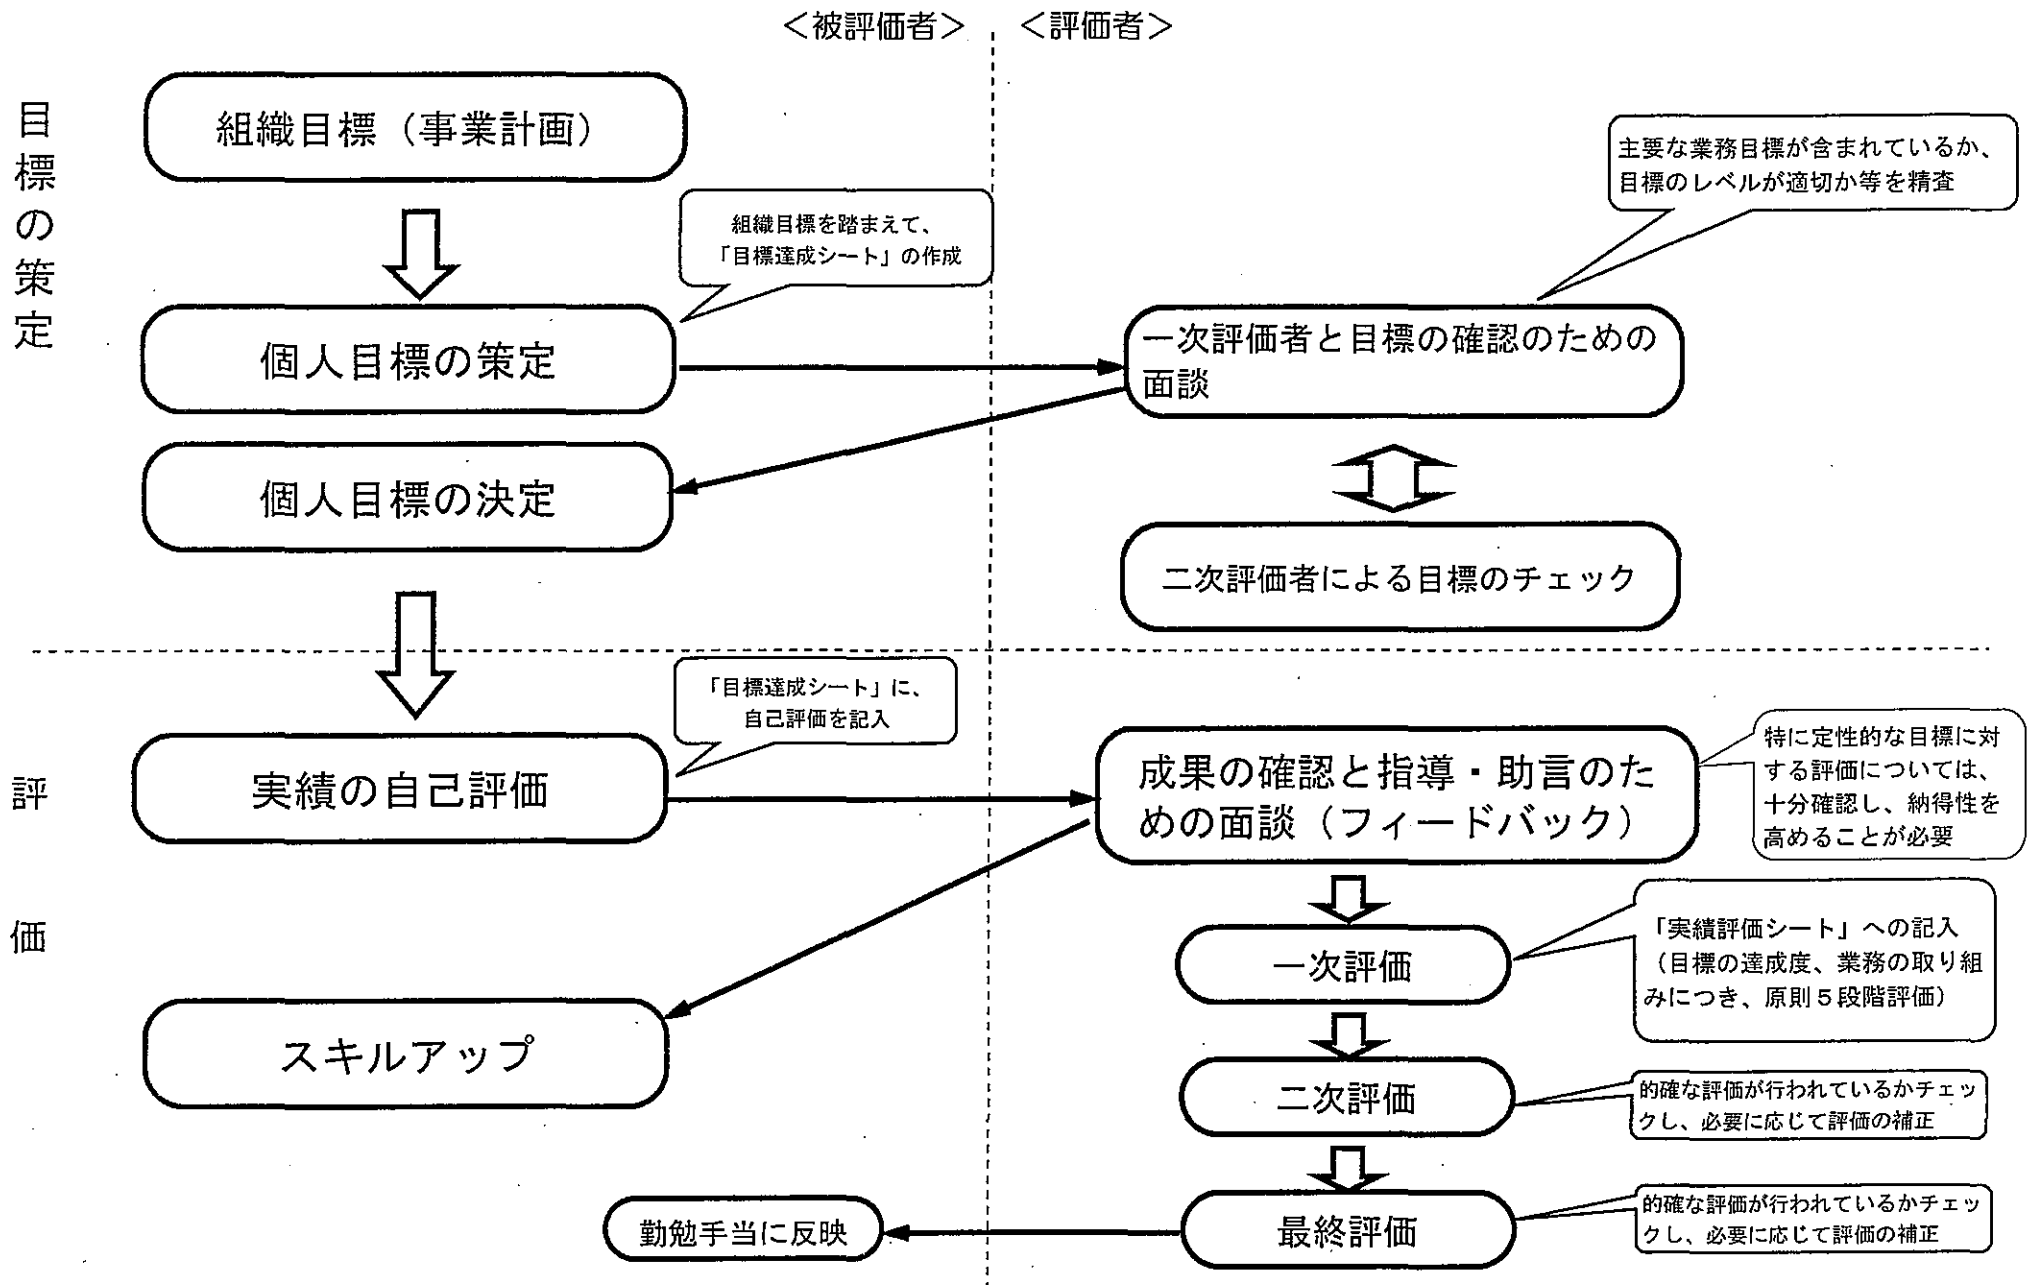 ＜被評価者＞
＜評価者＞
目標の策定
組織目標（事業計画）
組織目標を踏まえて、
「目標達成シート」の作成
主要な業務目標が含まれているか、
目標のレベルが適切か等を精査
個人目標の策定
一次評価者と目標の確認のための
面談
個人目標の決定
二次評価者による目標のチェック
評価
「目標達成シート」に、
自己評価を記入
実績の自己評価
成果の確認と指導・助言のた
めの面談（フィードバック）
特に定性的な目標に対
する評価については、
十分確認し、納得性を
高めることが必要
一次評価
「実績評価シート」への記入
（目標の達成度、業務の取り組
みにつき、原則５段階評価）
スキルアップ
二次評価
的確な評価が行われているかチェッ
クし、必要に応じて評価の補正
勤勉手当に反映
最終評価
的確な評価が行われているかチェッ
クし、必要に応じて評価の補正